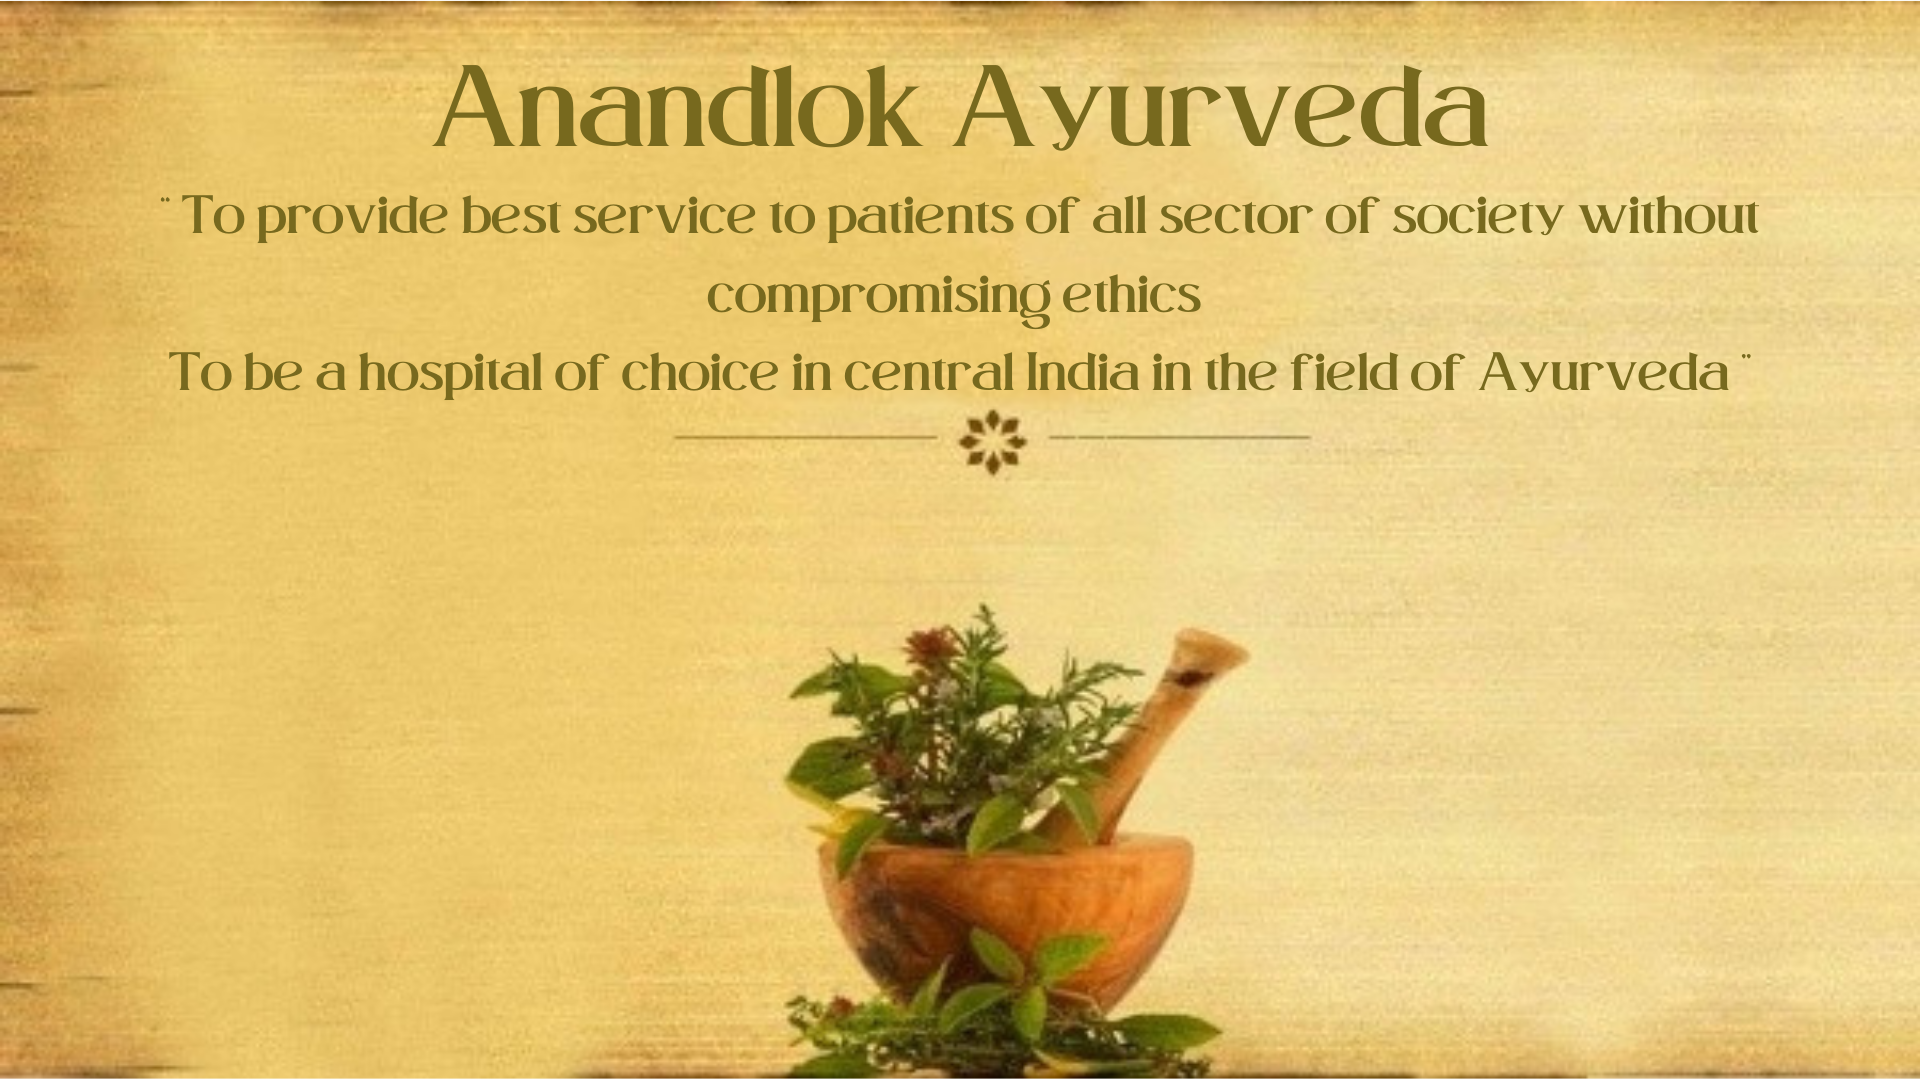 Anandlok Ayurveda
¨ To provide best service to patients of all sector of society without
compromising ethics
To be a hospital of choice in central India in the field of Ayurveda ¨